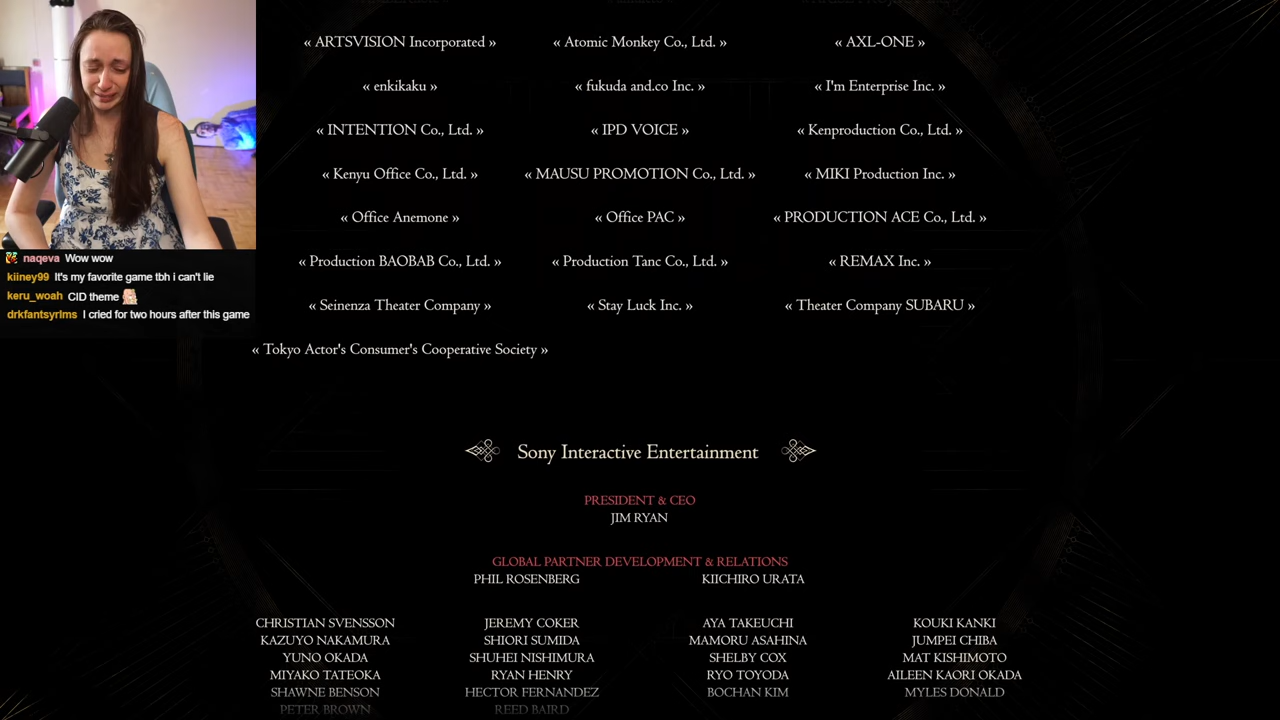 « ARTSVISION Incorporated » « Atomic Monkey Co., Ltd. » « AXL-ONE »
« enkikaku » « fukuda and.co Inc. » « I'm Enterprise Inc. »
« INTENTION Co., Ltd. » « IPD VOICE » « Kenproduction Co., Ltd. »
« Kenyu Office Co., Ltd. » « MAUSU PROMOTION Co., Ltd. » « MIKI Production Inc. »
« Office Anemone » « Office PAC » « PRODUCTION ACE Co., Ltd. »
« Production BAOBAB Co., Ltd. » « Production Tanc Co., Ltd. » « REMAX Inc. »
« Seinenza Theater Company » « Stay Luck Inc. » « Theater Company SUBARU »
« Tokyo Actor's Consumer's Cooperative Society »
naqeva Wow wow
kiiney99 It's my favorite game tbh i can't lie
keru_woah CID theme
drkfantsyrlms I cried for two hours after this game
Sony Interactive Entertainment
PRESIDENT & CEO
JIM RYAN
GLOBAL PARTNER DEVELOPMENT & RELATIONS
PHIL ROSENBERG KIICHIRO URATA
CHRISTIAN SVENSSON JEREMY COKER AYA TAKEUCHI KOUKI KANKI
KAZUYO NAKAMURA SHIORI SUMIDA MAMORU ASAHINA JUMPEI CHIBA
YUNO OKADA SHUHEI NISHIMURA SHELBY COX MAT KISHIMOTO
MIYAKO TATEOKA RYAN HENRY RYO TOYODA AILEEN KAORI OKADA
SHAWNE BENSON HECTOR FERNANDEZ BOCHAN KIM MYLES DONALD
PETER BROWN REED BAIRD